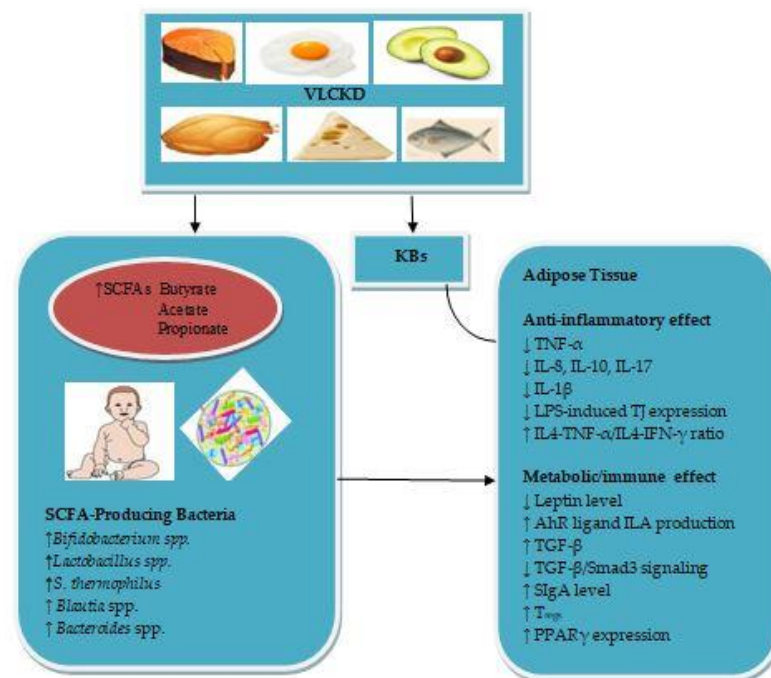 VLCKD
↑SCFAs Butyrate
Acetate
Propionate
SCFA-Producing Bacteria
↑Bifidobacterium spp.
↑Lactobacillus spp.
↑S. thermophilus
↑ Blautia spp.
↑ Bacteroides spp.
KBs
Adipose Tissue
Anti-inflammatory effect
↓ TNF-α
↓ IL-8, IL-10, IL-17
↓ IL-1β
↓ LPS-induced TJ expression
↑ IL4-TNF-α/IL4-IFN-γ ratio
Metabolic/immune effect
↓ Leptin level
↑ AhR ligand ILA production
↑ TGF-β
↓ TGF-β/Smad3 signaling
↑ SIgA level
↑ Tregs
↑ PPARγ expression